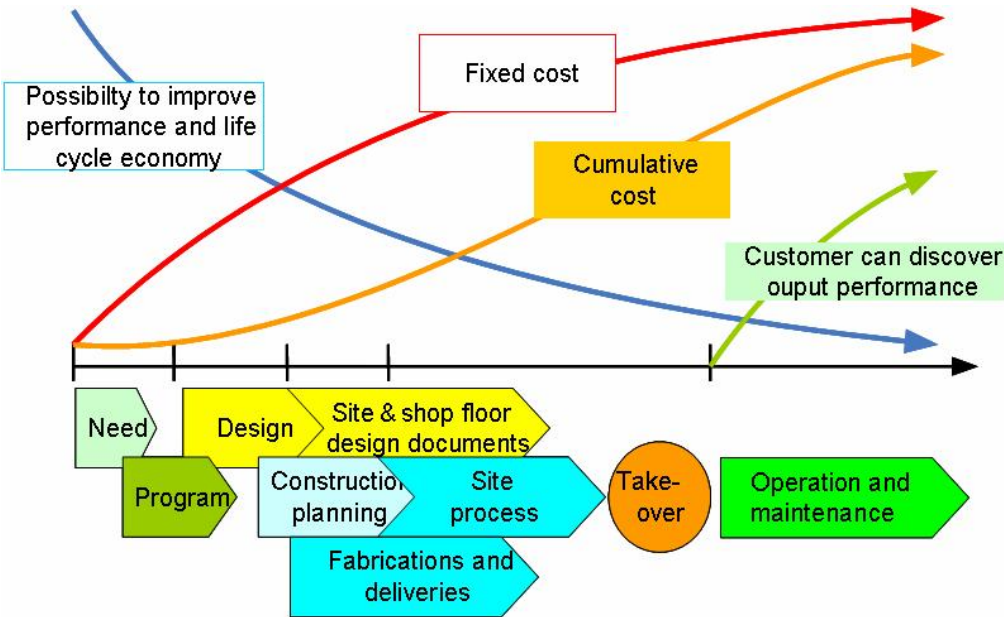 Fixed cost
Possibilty to improve
performance and life
cycle economy
Cumulative
cost
Customer can discover
ouput performance
Need
Design
Site & shop floor
design documents
Program
Construction
planning
Site
process
Take-
over
Operation and
maintenance
Fabrications and
deliveries